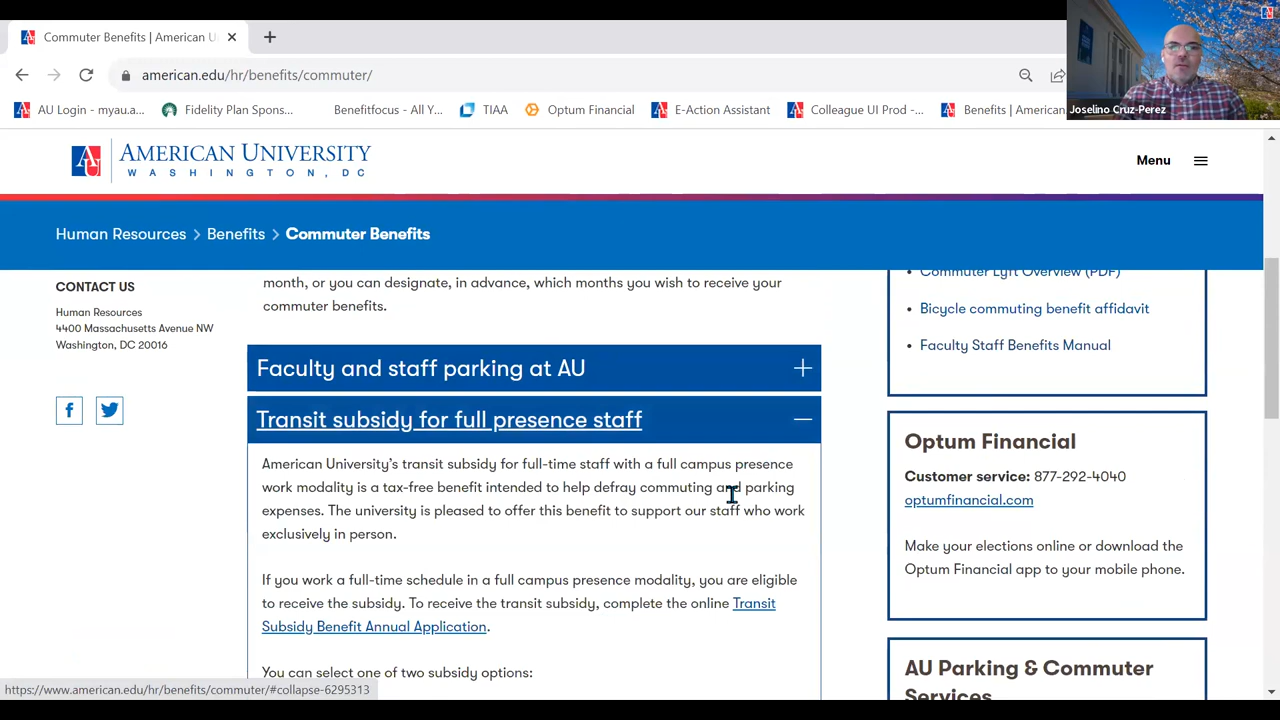 Commuter Benefits | American U
american.edu/hr/benefits/commuter/
AU Login - myau.a...
Fidelity Plan Spons...
Benefitfocus - All Y...
TIAA
Optum Financial
E-Action Assistant
Colleague UI Prod -...
Benefits | American
Joselino Cruz-Perez
AMERICAN UNIVERSITY
WASHINGTON, DC
Menu
Human Resources > Benefits > Commuter Benefits
CONTACT US
Human Resources
4400 Massachusetts Avenue NW
Washington, DC 20016
month, or you can designate, in advance, which months you wish to receive your
commuter benefits.
Faculty and staff parking at AU
Transit subsidy for full presence staff
American University's transit subsidy for full-time staff with a full campus presence
work modality is a tax-free benefit intended to help defray commuting and parking
expenses. The university is pleased to offer this benefit to support our staff who work
exclusively in person.
If you work a full-time schedule in a full campus presence modality, you are eligible
to receive the subsidy. To receive the transit subsidy, complete the online Transit
Subsidy Benefit Annual Application.
You can select one of two subsidy options:
• Commuter Lyft Overview (PDF)
• Bicycle commuting benefit affidavit
• Faculty Staff Benefits Manual
Optum Financial
Customer service: 877-292-4040
optumfinancial.com
Make your elections online or download the
Optum Financial app to your mobile phone.
AU Parking & Commuter
Services
https://www.american.edu/hr/benefits/commuter/#collapse-6295313